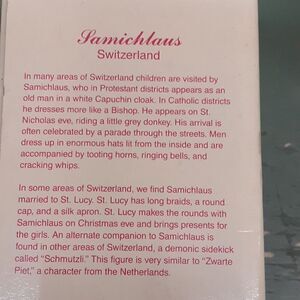 Samichlaus
Switzerland
In many areas of Switzerland children are visited by
Samichlaus, who in Protestant districts appears as an
old man in a white Capuchin cloak. In Catholic districts
he dresses more like a Bishop. He appears on St.
Nicholas eve, riding a little grey donkey. His arrival is
often celebrated by a parade through the streets. Men
dress up in enormous hats lit from the inside and are
accompanied by tooting horns, ringing bells, and
cracking whips.
In some areas of Switzerland, we find Samichlaus
married to St. Lucy. St. Lucy has long braids, a round
cap, and a silk apron. St. Lucy makes the rounds with
Samichlaus on Christmas eve and brings presents for
the girls. An alternate companion to Samichlaus is
found in other areas of Switzerland, a demonic sidekick
called "Schmutzli." This figure is very similar to "Zwarte
Piet," a character from the Netherlands.